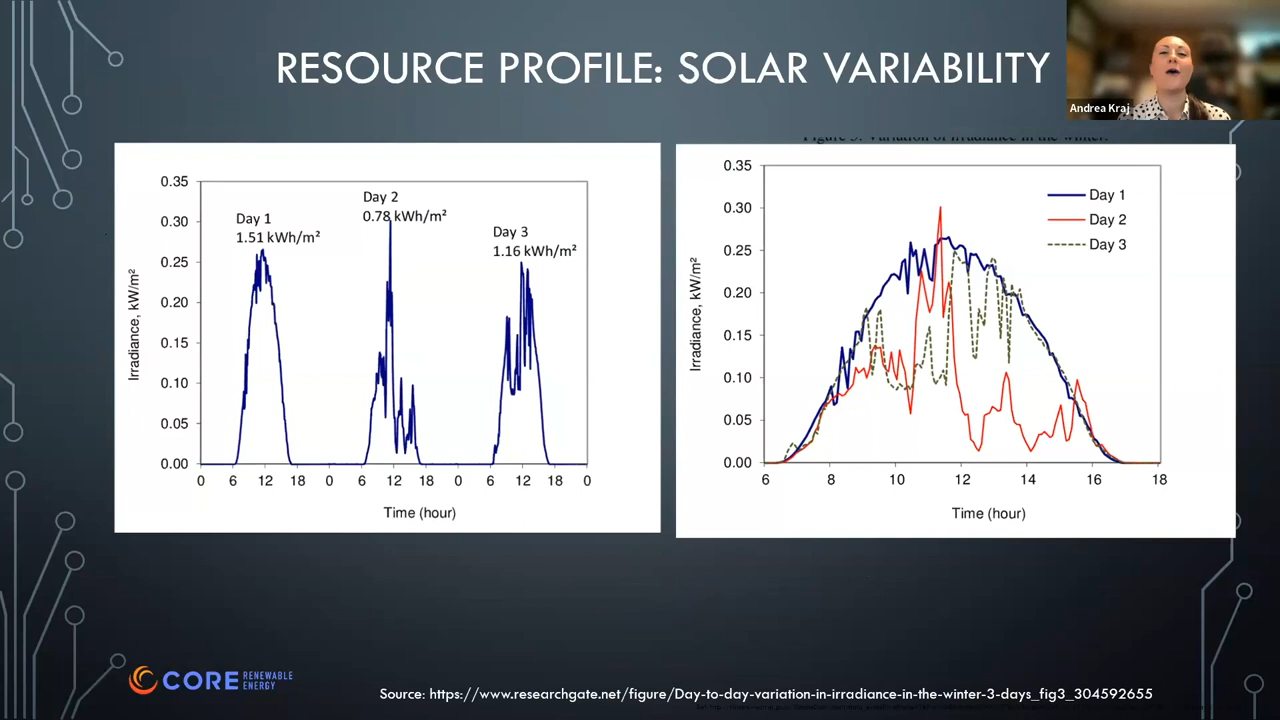 RESOURCE PROFILE: SOLAR VARIABILITY
Andrea Kraj
Figure 3. Variation of irradiance in the winter.
0.35
0.30
0.25
0.20
0.15
0.10
0.05
0.00
Irradiance, kW/m²
Day 1
1.51 kWh/m²
Day 2
0.78 kWh/m²
Day 3
1.16 kWh/m²
0 6 12 18 0 6 12 18 0 6 12 18 0
Time (hour)
0.35
0.30
0.25
0.20
0.15
0.10
0.05
0.00
Irradiance, kW/m²
Day 1
Day 2
Day 3
6 8 10 12 14 16 18
Time (hour)
CORE RENEWABLE
ENERGY
Source: https://www.researchgate.net/figure/Day-to-day-variation-in-irradiance-in-the-winter-3-days_fig3_304592655